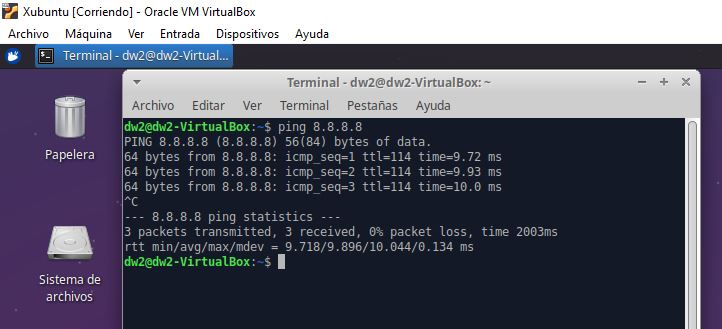 Xubuntu [Corriendo] - Oracle VM VirtualBox
Archivo Máquina Ver Entrada Dispositivos Ayuda
Terminal - dw2@dw2-Virtual...
Terminal - dw2@dw2-VirtualBox: ~
Archivo Editar Ver Terminal Pestañas Ayuda
dw2@dw2-VirtualBox:~$ ping 8.8.8.8
PING 8.8.8.8 (8.8.8.8) 56(84) bytes of data.
64 bytes from 8.8.8.8: icmp_seq=1 ttl=114 time=9.72 ms
64 bytes from 8.8.8.8: icmp_seq=2 ttl=114 time=9.93 ms
64 bytes from 8.8.8.8: icmp_seq=3 ttl=114 time=10.0 ms
^C
--- 8.8.8.8 ping statistics ---
3 packets transmitted, 3 received, 0% packet loss, time 2003ms
rtt min/avg/max/mdev = 9.718/9.896/10.044/0.134 ms
dw2@dw2-VirtualBox:~$
Papelera
Sistema de
archivos